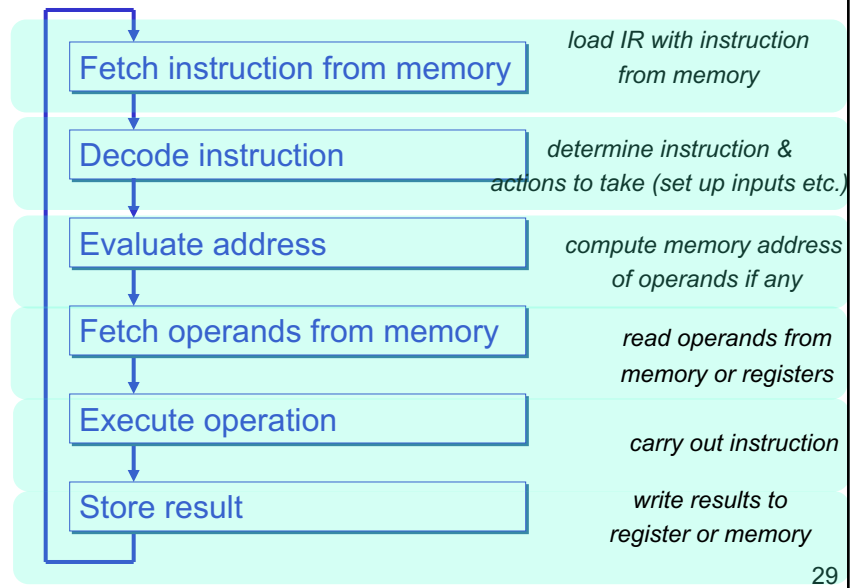 Fetch instruction from memory
load IR with instruction
from memory
Decode instruction
determine instruction &
actions to take (set up inputs etc.)
Evaluate address
compute memory address
of operands if any
Fetch operands from memory
read operands from
memory or registers
Execute operation
carry out instruction
Store result
write results to
register or memory
29